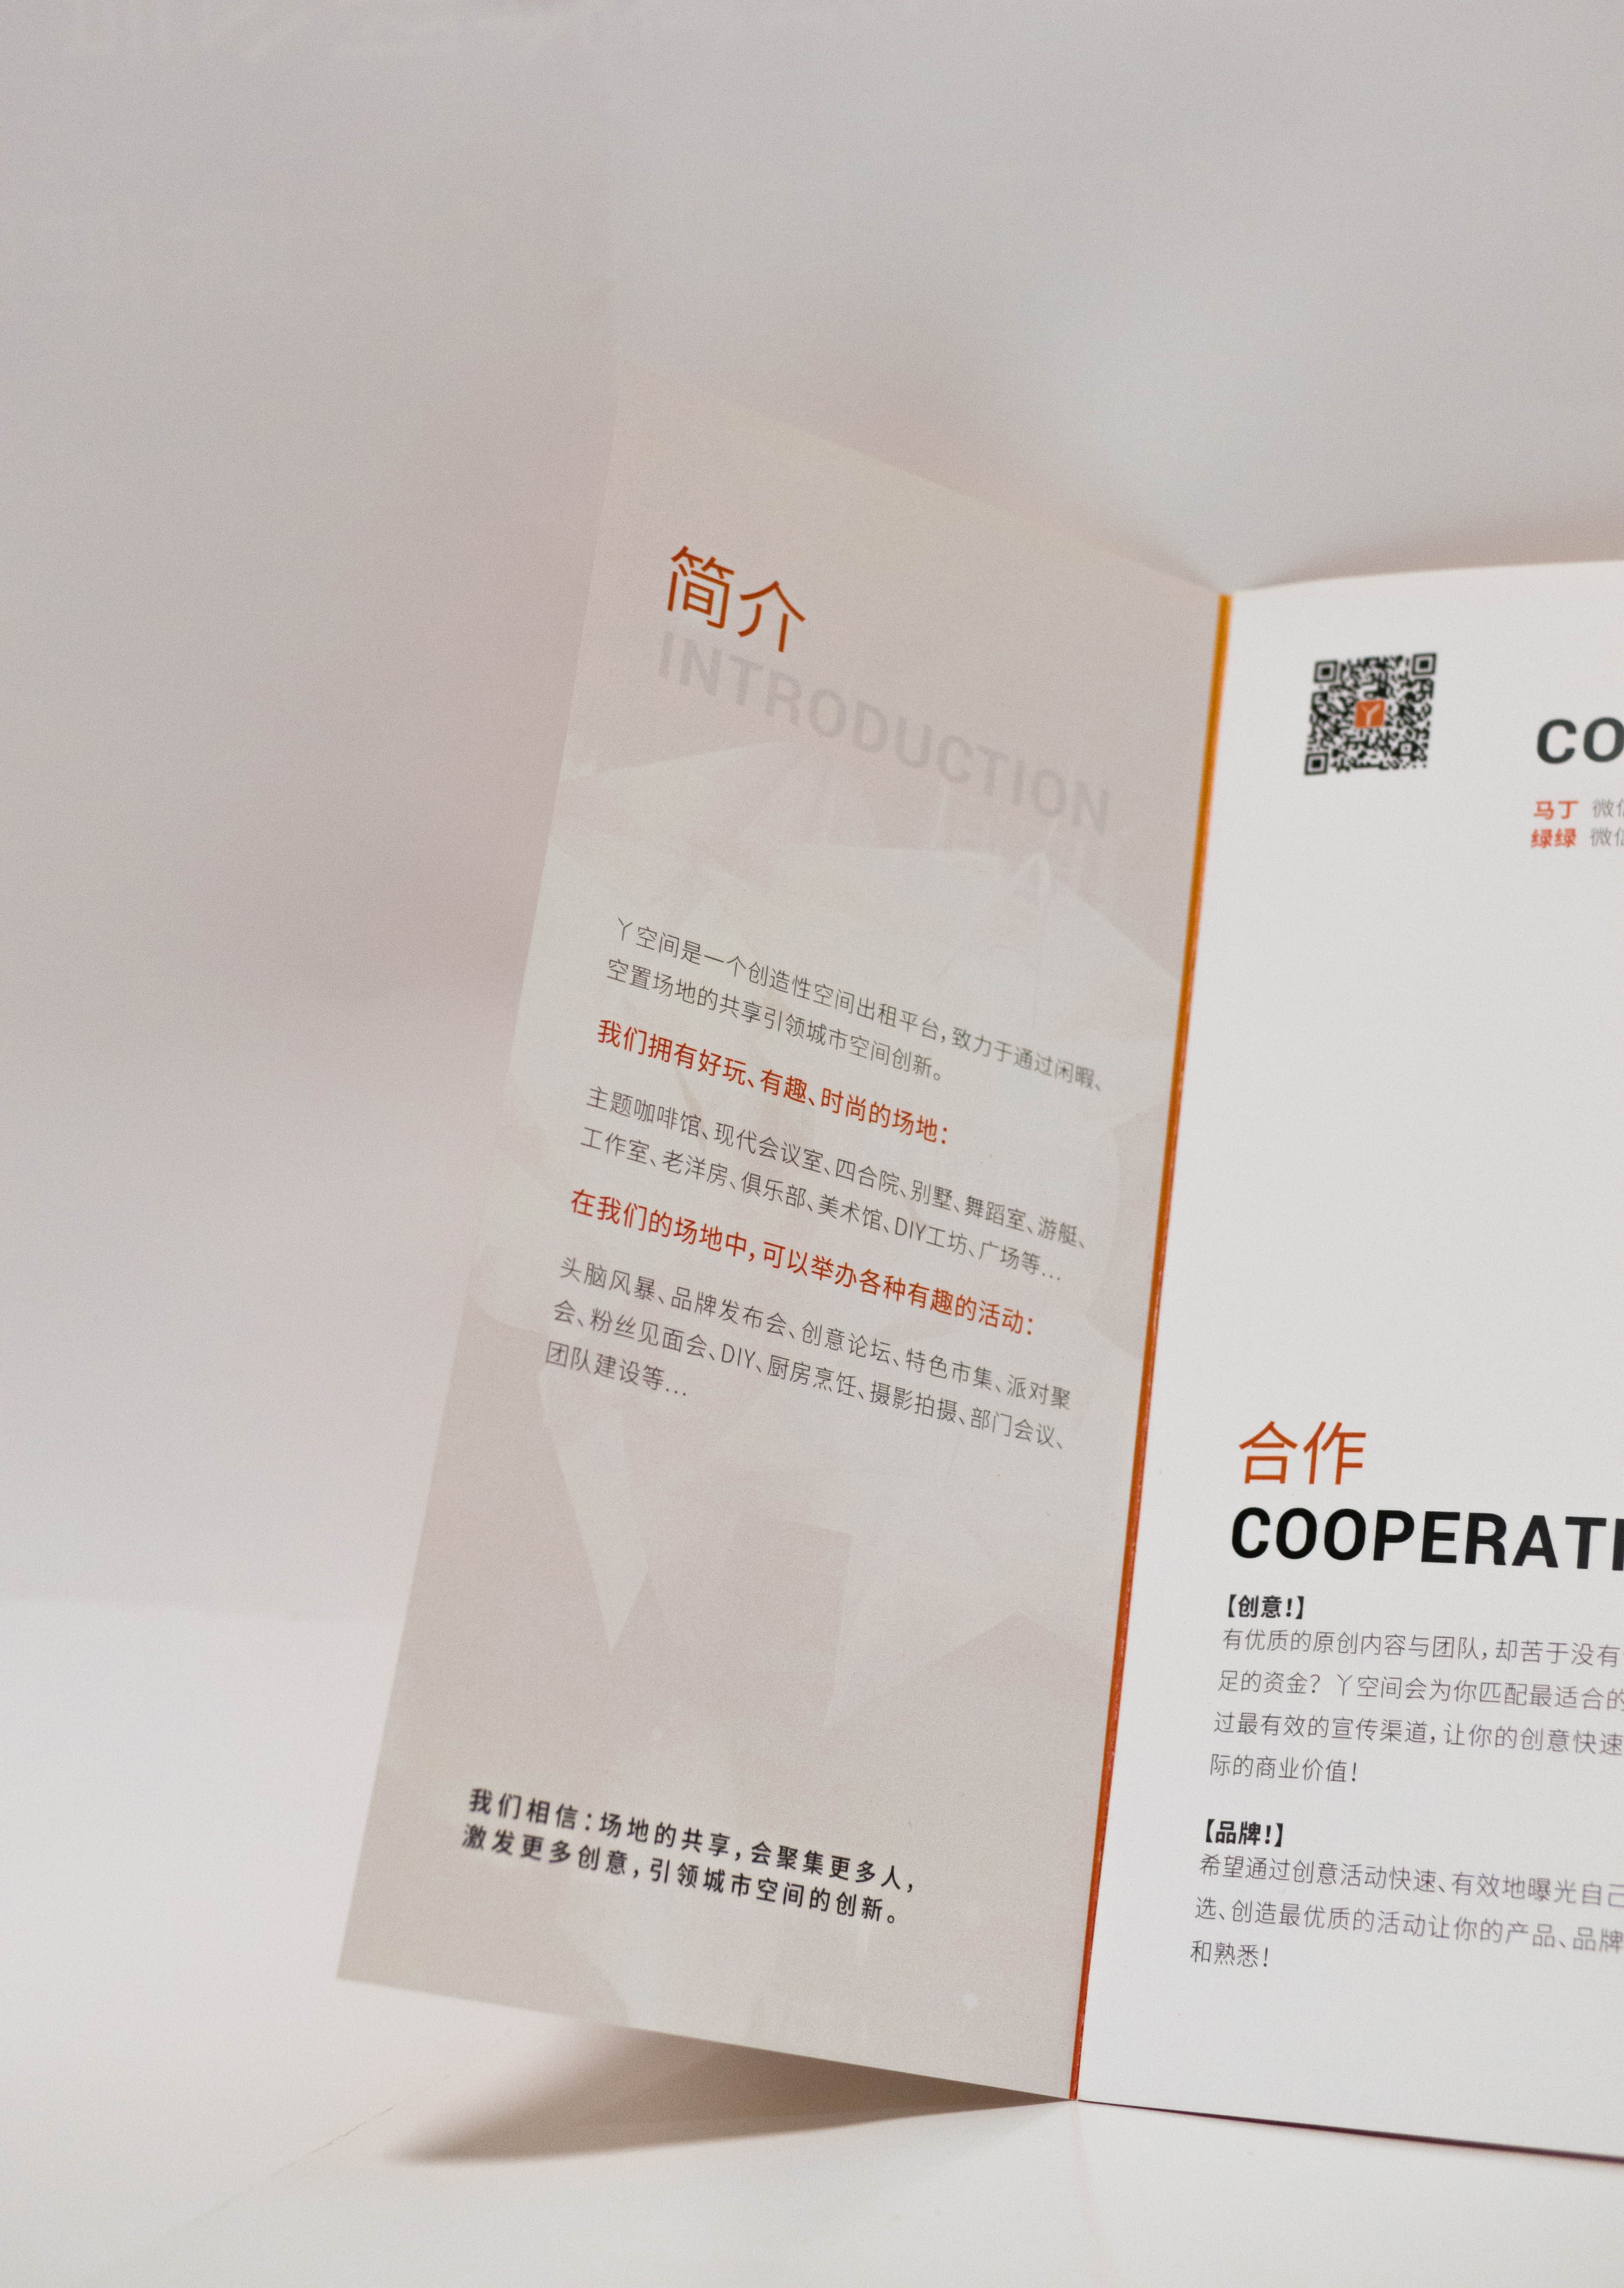 简介
INTRODUCTION
丫空间是一个创造性空间出租平台，致力于通过闲暇、
空置场地的共享引领城市空间创新。
我们拥有好玩、有趣、时尚的场地：
主题咖啡馆、现代会议室、四合院、别墅、舞蹈室、游艇、
工作室、老洋房、俱乐部、美术馆、DIY工坊、广场等…
在我们的场地中，可以举办各种有趣的活动：
头脑风暴、品牌发布会、创意论坛、特色市集、派对聚
会、粉丝见面会、DIY、厨房烹饪、摄影拍摄、部门会议、
团队建设等…
我们相信：场地的共享，会聚集更多人，
激发更多创意，引领城市空间的创新。
CO
马丁 微信
绿绿 微信
合作
COOPERATI
【创意！】
有优质的原创内容与团队，却苦于没有
足的资金？丫空间会为你匹配最适合的
过最有效的宣传渠道，让你的创意快速
际的商业价值！
【品牌！】
希望通过创意活动快速、有效地曝光自己
选、创造最优质的活动让你的产品、品牌
和熟悉！